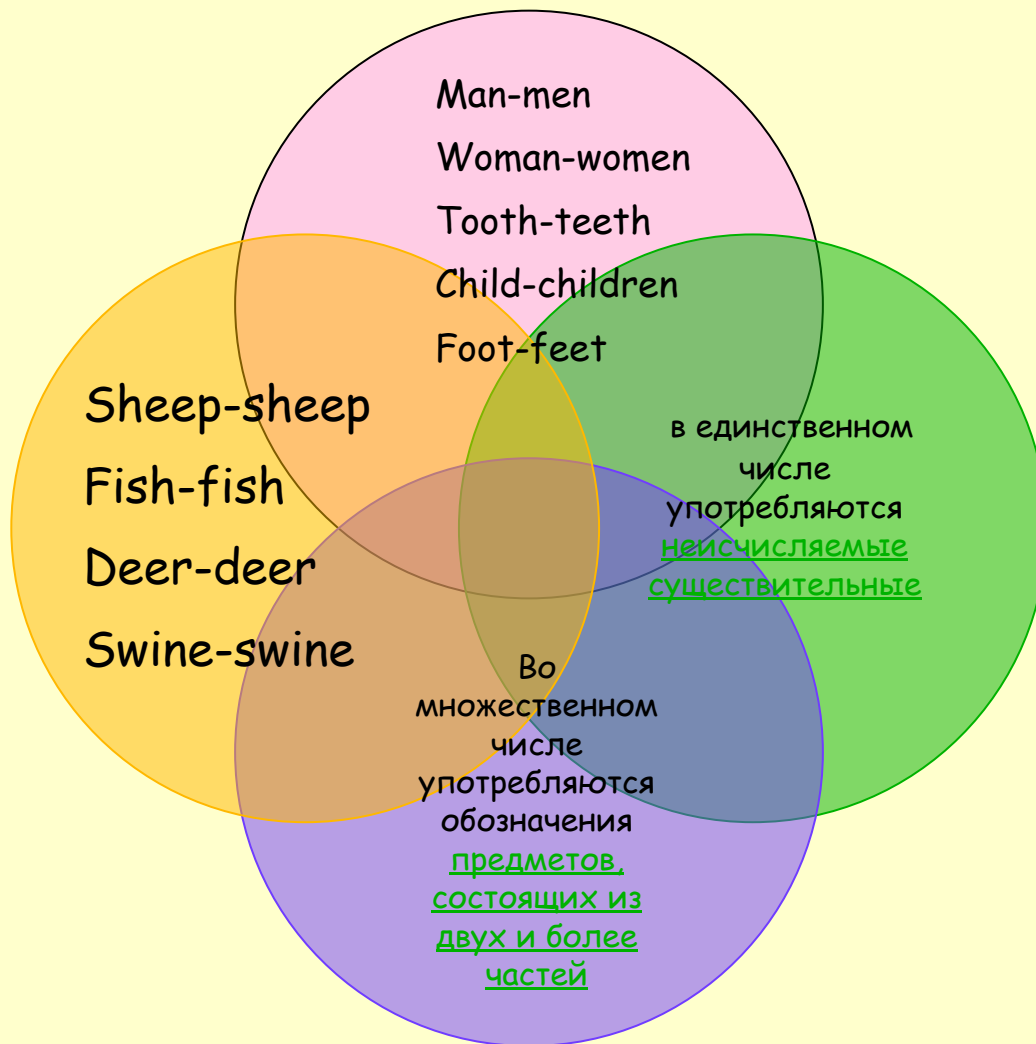 Man-men
Woman-women
Tooth-teeth
Child-children
Foot-feet
Sheep-sheep
Fish-fish
Deer-deer
Swine-swine
в единственном
числе
употребляются
неисчисляемые
существительные
Во
множественном
числе
употребляются
обозначения
предметов,
состоящих из
двух и более
частей